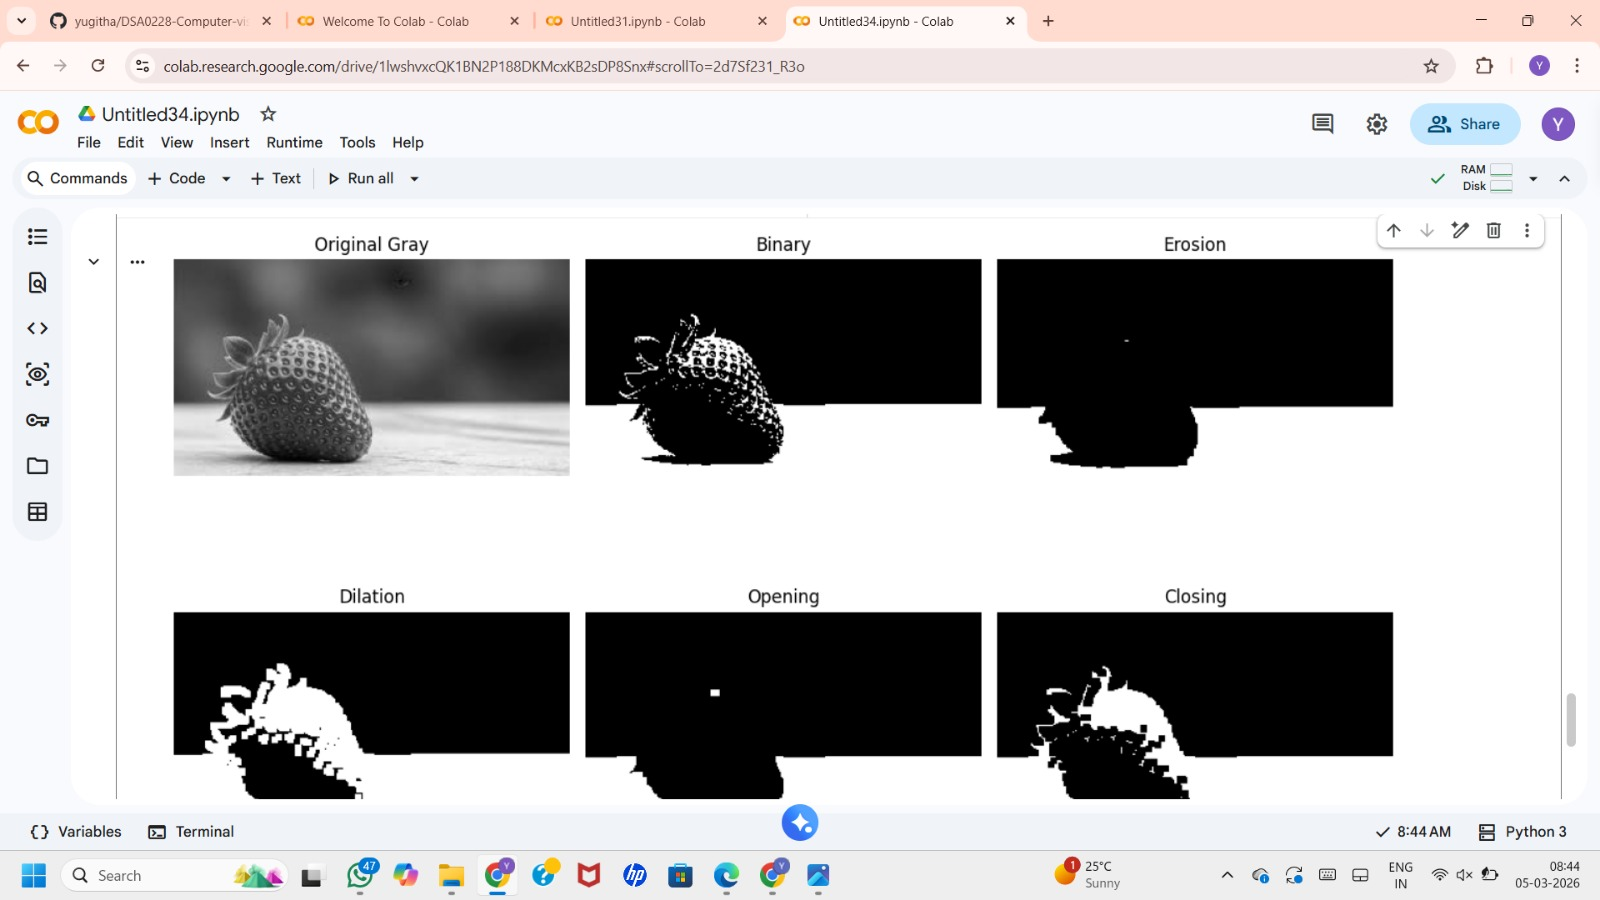 yugitha/DSA0228-Computer-vi
Welcome To Colab - Colab
Untitled31.ipynb - Colab
Untitled34.ipynb - Colab
colab.research.google.com/drive/1lwshvxcQK1BN2P188DKMcxKB2sDP8Snx#scrollTo=2d7Sf231_R3o
Y
Untitled34.ipynb
File Edit View Insert Runtime Tools Help
Share
Y
Commands
+ Code
+ Text
Run all
RAM
Disk
Original Gray
Binary
Erosion
Dilation
Opening
Closing
Variables
Terminal
8:44 AM
Python 3
Search
47
Y
hp
Y
1
25°C
Sunny
ENG
IN
08:44
05-03-2026